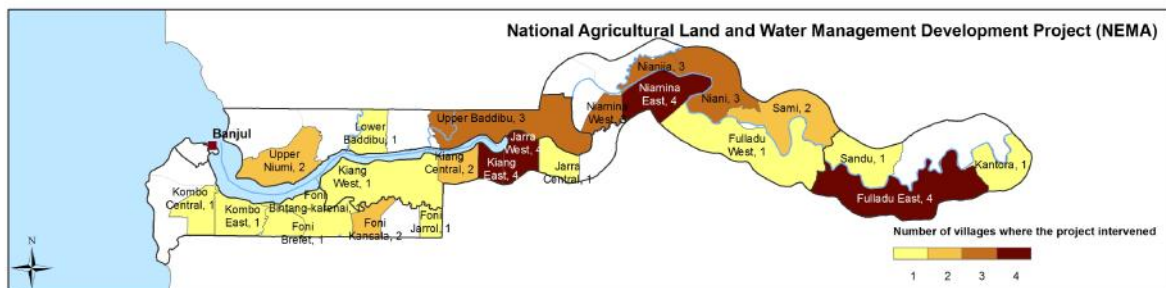 National Agricultural Land and Water Management Development Project (NEMA)
Nianija, 3
Niamina
East, 4
Niani, 3
Sami, 2
Niamina
West, 3
Upper Baddibu, 3
Lower
Baddibu, 1
Banjul
Upper
Niumi, 2
Jarra
West, 4
Kiang
Central, 2
Kiang
East, 4
Jarra
Central, 1
Fulladu
West, 1
Sandu, 1
Kantora, 1
Fulladu East, 4
Kiang
West, 1
Kombo
Central, 1
Kombo
East, 1
Foni
Bintang-karenai,
Foni
Brefet, 1
Foni
Kansala, 2
Foni
Jarrol, 1
Number of villages where the project intervened
1 2 3 4
N